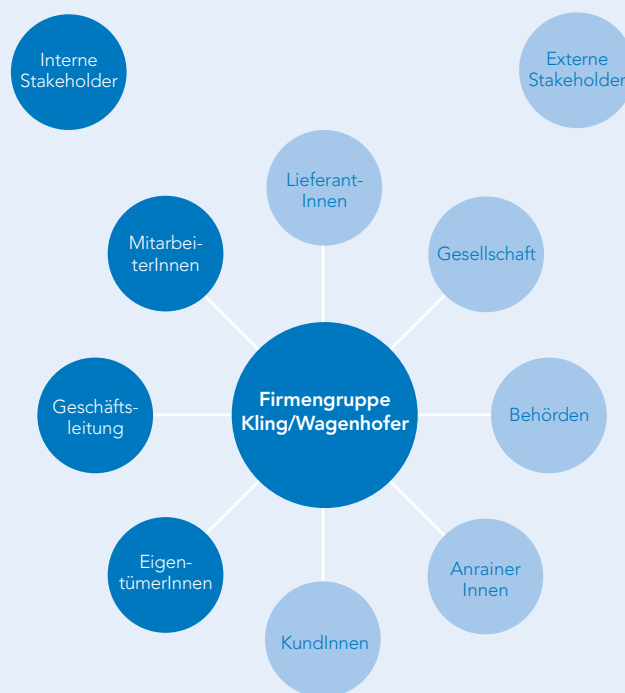 Interne
Stakeholder
Externe
Stakeholder
Lieferant-
Innen
Mitarbei-
terInnen
Gesellschaft
Geschäfts-
leitung
Firmengruppe
Kling/Wagenhofer
Behörden
Eigen-
tümerInnen
Anrainer
Innen
KundInnen